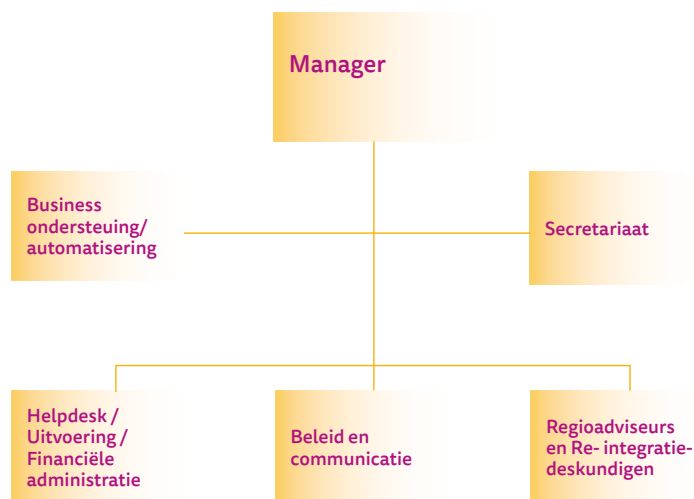 Manager
Business
ondersteuing/
automatisering
Secretariaat
Helpdesk /
Uitvoering /
Financiële
administratie
Beleid en
communicatie
Regioadviseurs
en Re- integratie-
deskundigen